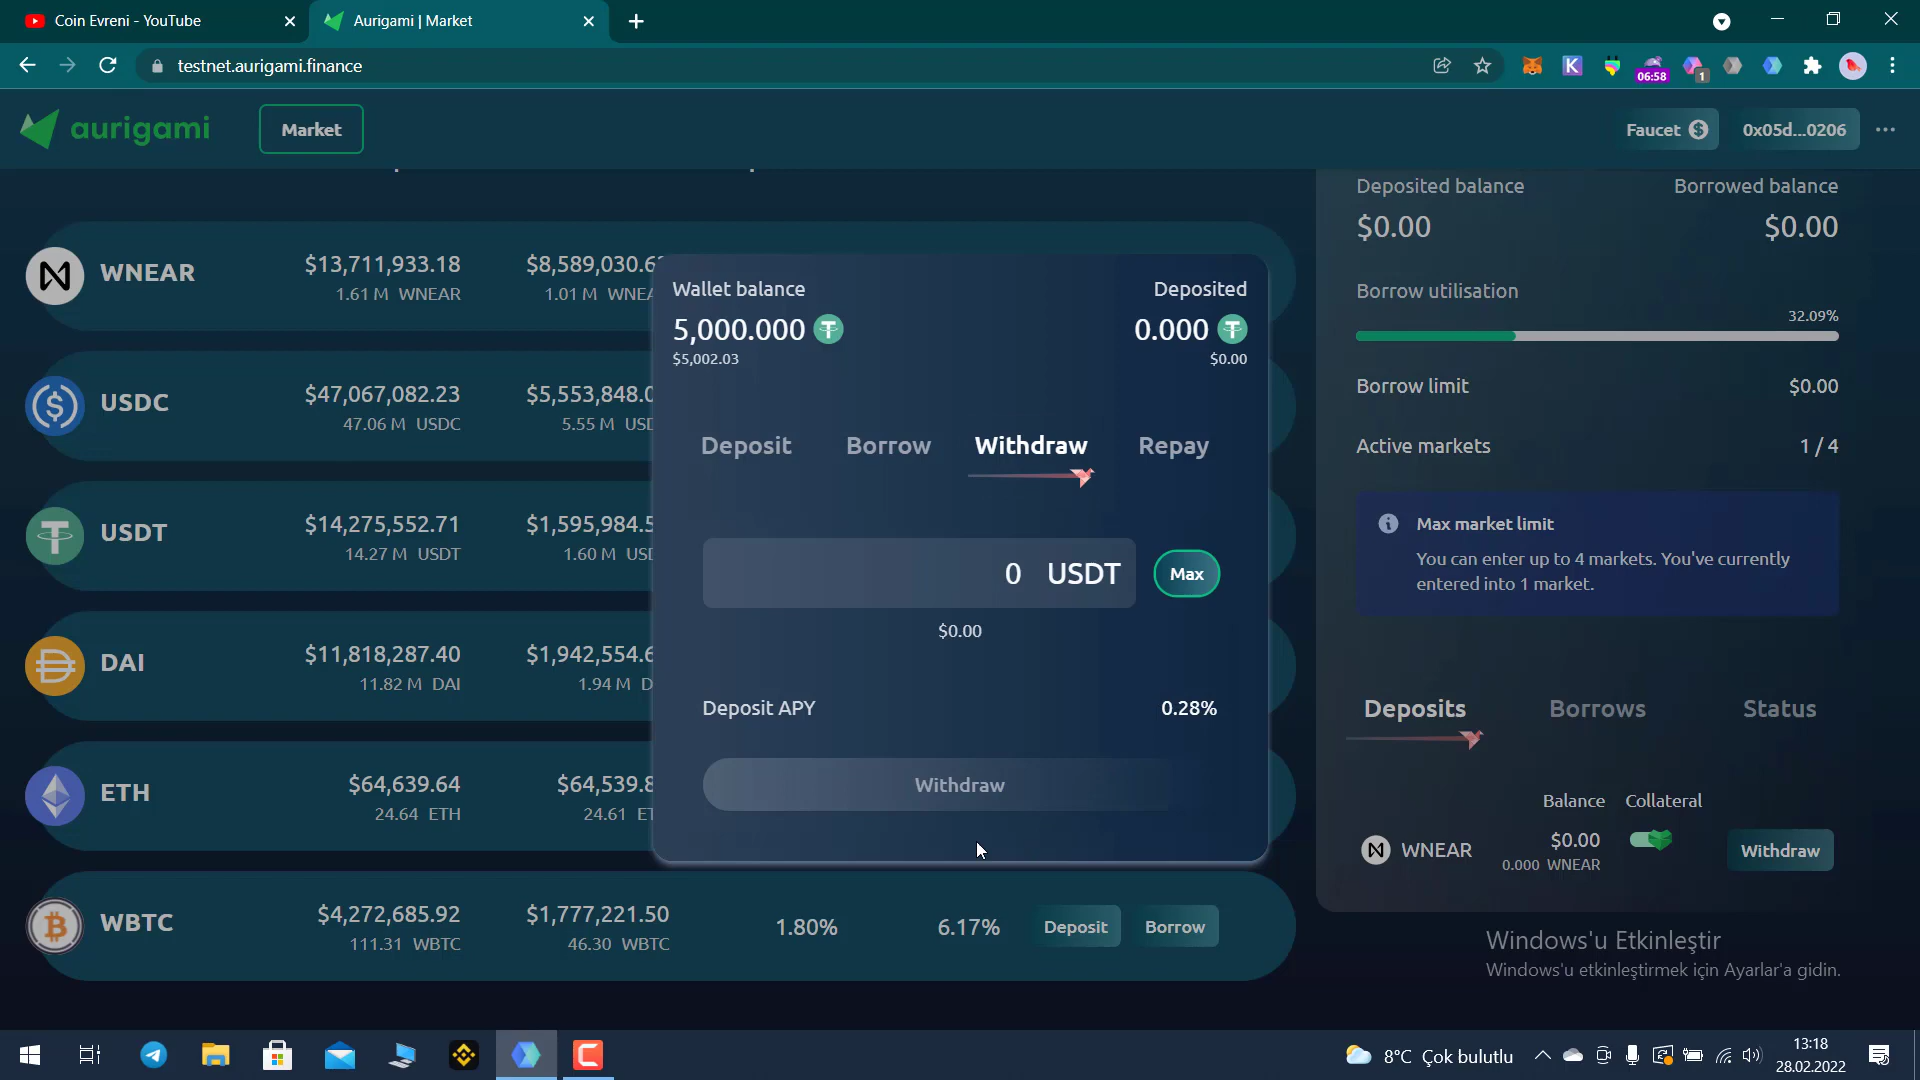 Coin Evreni - YouTube
Aurigami | Market
testnet.aurigami.finance
K
06:58
1
aurigami
Market
Faucet $
0x05d...0206
Deposited balance
Borrowed balance
$0.00
$0.00
Borrow utilisation
32.09%
Borrow limit
$0.00
Active markets
1 / 4
Max market limit
You can enter up to 4 markets. You've currently
entered into 1 market.
Deposits
Borrows
Status
Balance
Collateral
WNEAR
$0.00
0.000 WNEAR
Withdraw
WNEAR
$13,711,933.18
1.61 M WNEAR
USDC
$47,067,082.23
47.06 M USDC
USDT
$14,275,552.71
14.27 M USDT
DAI
$11,818,287.40
11.82 M DAI
ETH
$64,639.64
24.64 ETH
24.61
WBTC
$4,272,685.92
$1,777,221.50
1.80%
6.17%
Deposit
Borrow
111.31 WBTC
46.30 WBTC
Wallet balance
Deposited
5,000.000
0.000
$5,002.03
$0.00
Deposit
Borrow
Withdraw
Repay
0 USDT
Max
$0.00
Deposit APY
0.28%
Withdraw
Windows'u Etkinleştir
Windows'u etkinleştirmek için Ayarlar'a gidin.
8°C Çok bulutlu
13:18
28.02.2022